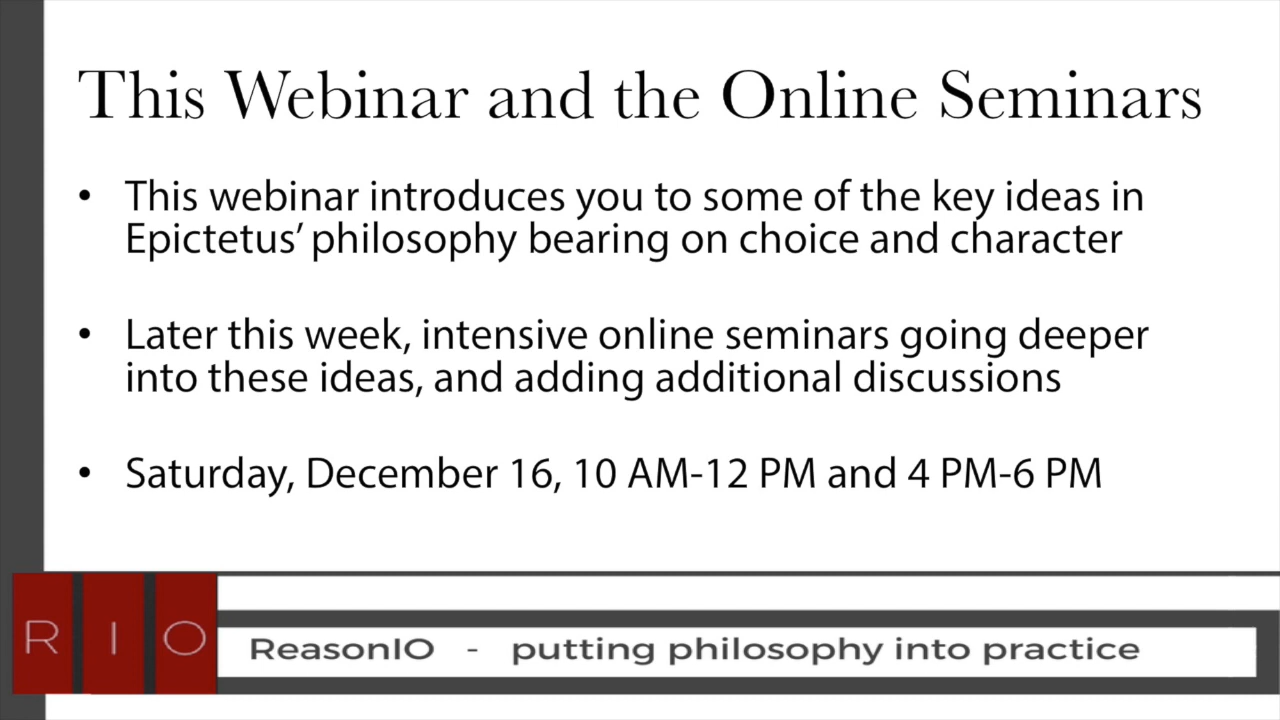 This Webinar and the Online Seminars
• This webinar introduces you to some of the key ideas in
Epictetus’ philosophy bearing on choice and character
• Later this week, intensive online seminars going deeper
into these ideas, and adding additional discussions
• Saturday, December 16, 10 AM-12 PM and 4 PM-6 PM
R I O
ReasonIO - putting philosophy into practice